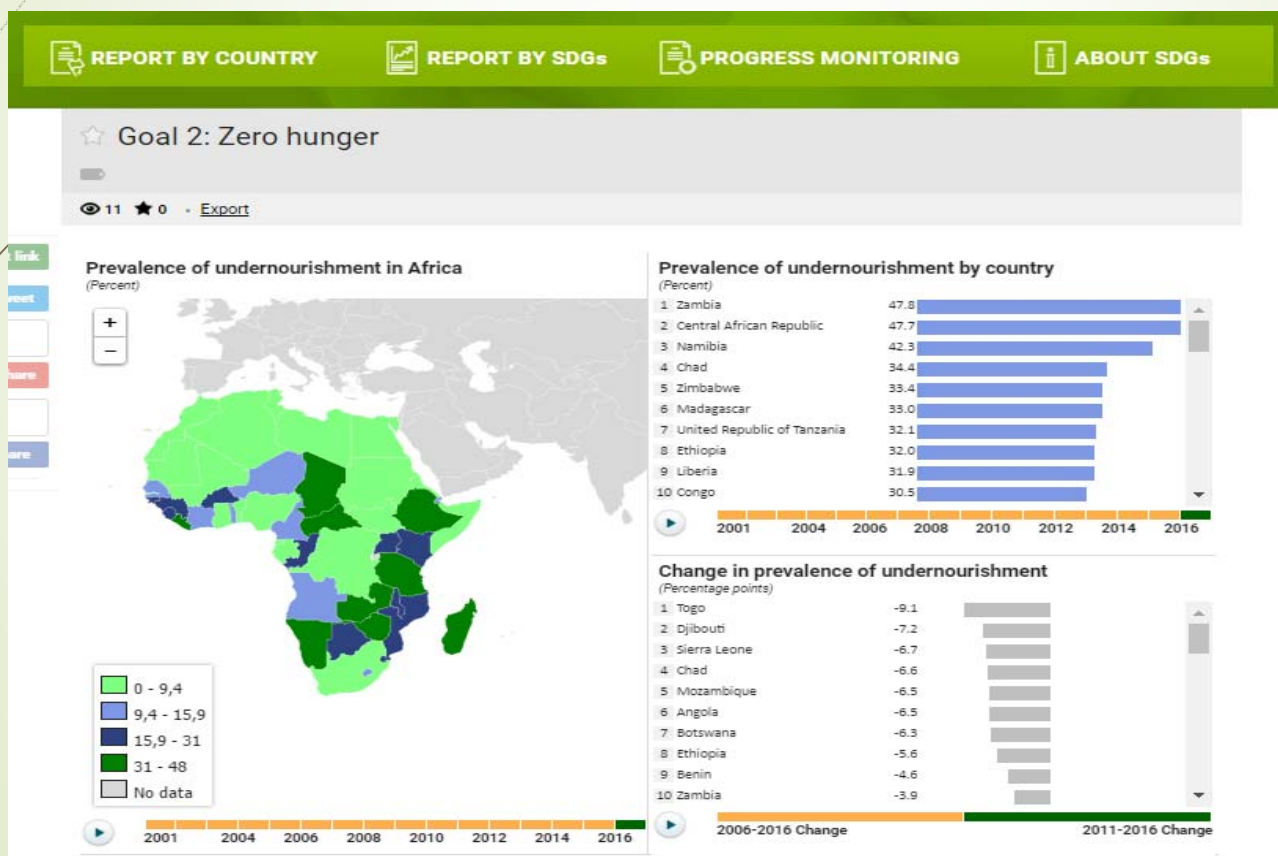 REPORT BY COUNTRY
REPORT BY SDGs
PROGRESS MONITORING
ABOUT SDGs
Goal 2: Zero hunger
11 0 · Export
link
weet
hare
are
Prevalence of undernourishment in Africa
(Percent)
+
−
0 - 9,4
9,4 - 15,9
15,9 - 31
31 - 48
No data
2001 2004 2006 2008 2010 2012 2014 2016
Prevalence of undernourishment by country
(Percent)
1 Zambia 47.8
2 Central African Republic 47.7
3 Namibia 42.3
4 Chad 34.4
5 Zimbabwe 33.4
6 Madagascar 33.0
7 United Republic of Tanzania 32.1
8 Ethiopia 32.0
9 Liberia 31.9
10 Congo 30.5
2001 2004 2006 2008 2010 2012 2014 2016
Change in prevalence of undernourishment
(Percentage points)
1 Togo -9.1
2 Djibouti -7.2
3 Sierra Leone -6.7
4 Chad -6.6
5 Mozambique -6.5
6 Angola -6.5
7 Botswana -6.3
8 Ethiopia -5.6
9 Benin -4.6
10 Zambia -3.9
2006-2016 Change 2011-2016 Change